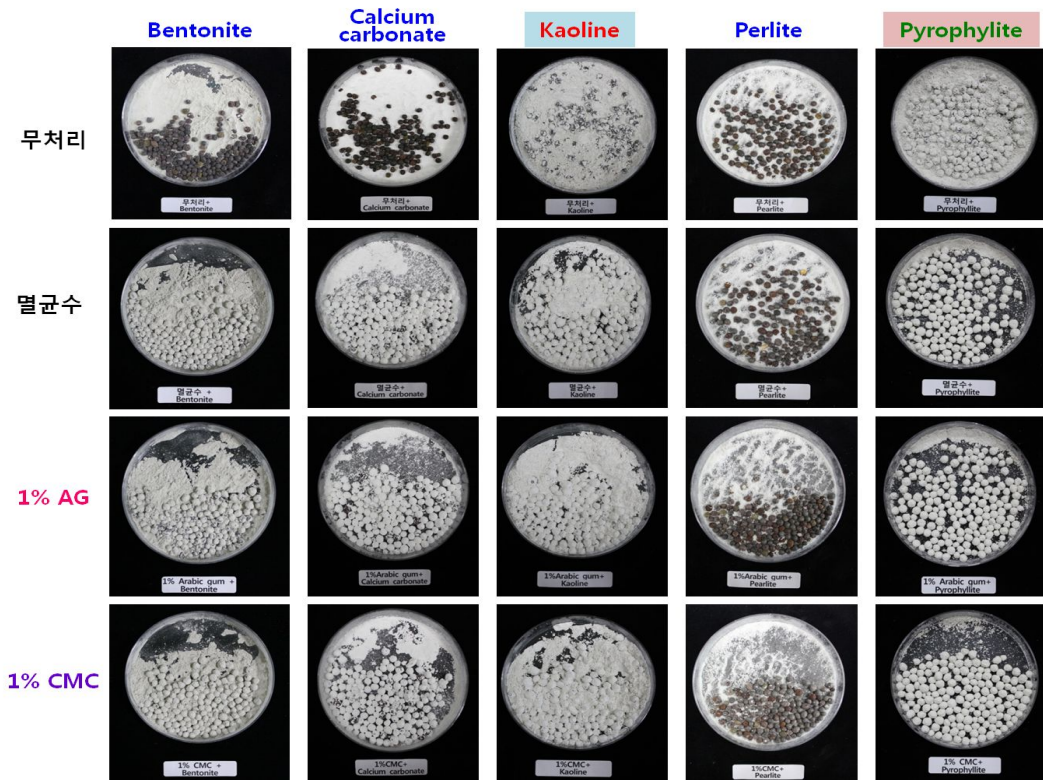 Bentonite
Calcium
carbonate
Kaoline
Perlite
Pyrophylite
무처리
무처리+
Bentonite
무처리+
Calcium carbonate
무처리+
Kaoline
무처리+
Pearlite
무처리+
Pyrophyllite
멸균수
멸균수 +
Bentonite
멸균수+
Calcium carbonate
멸균수+
Kaoline
멸균수+
Pearlite
멸균수+
Pyrophyllite
1% AG
1% Arabic gum +
Bentonite
1%Arabic gum+
Calcium carbonate
1%Arabic gum+
Kaoline
1%Arabic gum+
Pearlite
1% Arabic gum+
Pyrophyllite
1% CMC
1% CMC +
Bentonite
1%CMC+
Calcium carbonate
1%CMC+
Kaoline
1%CMC+
Pearlite
1% CMC+
Pyrophyllite